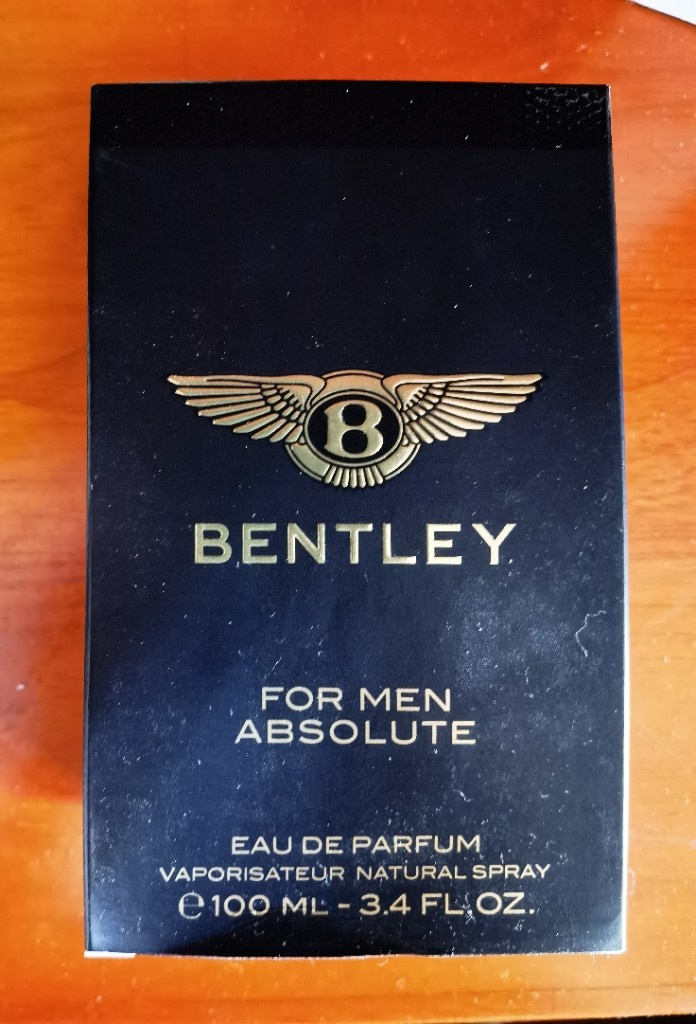 B
BENTLEY
FOR MEN
ABSOLUTE
EAU DE PARFUM
VAPORISATEUR NATURAL SPRAY
℮ 100 ML - 3.4 FL. OZ.